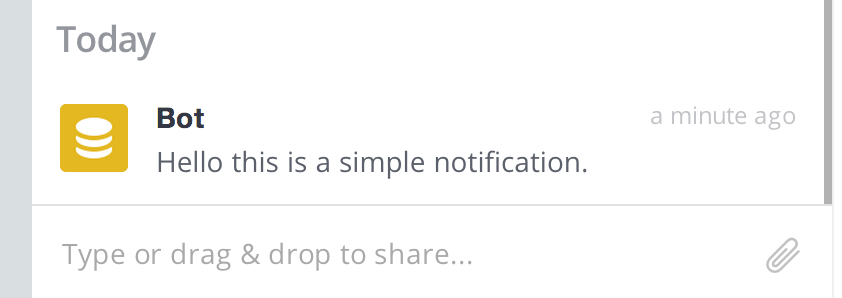 Today
Bot
a minute ago
Hello this is a simple notification.
Type or drag & drop to share...